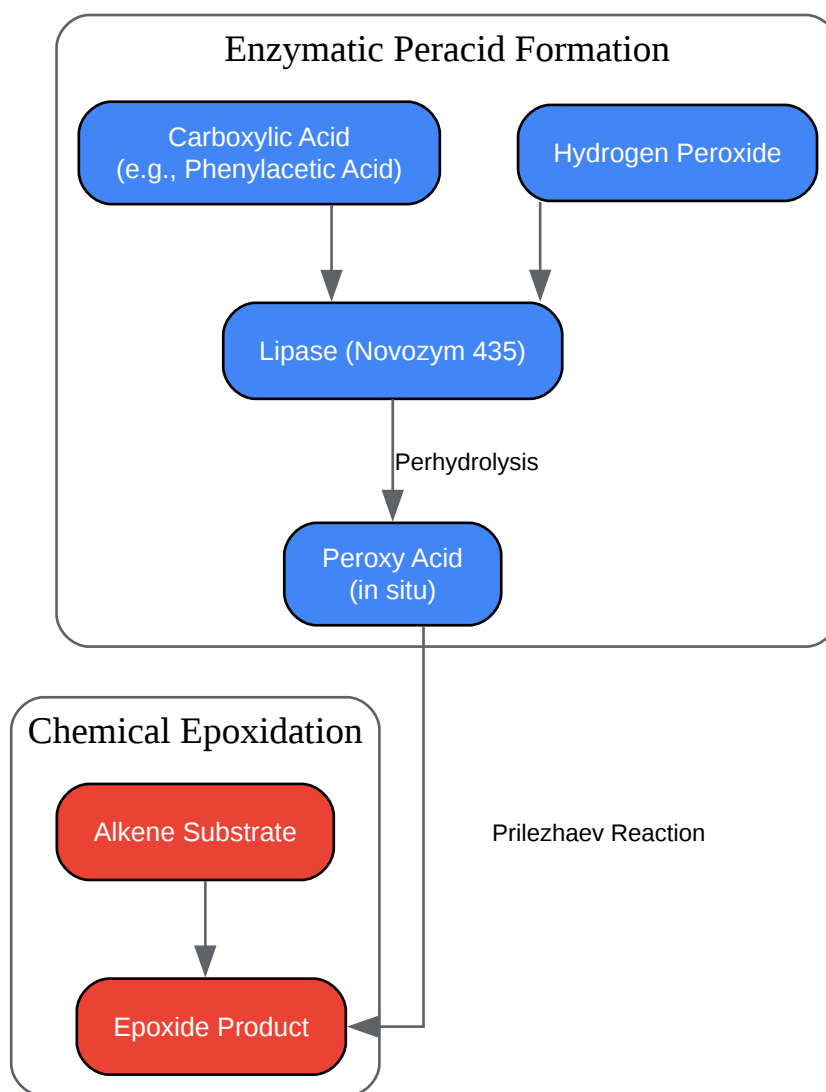 Enzymatic Peracid Formation
Carboxylic Acid
(e.g., Phenylacetic Acid)
Hydrogen Peroxide
Lipase (Novozym 435)
Perhydrolysis
Peroxy Acid
(in situ)
Chemical Epoxidation
Alkene Substrate
Prilezhaev Reaction
Epoxide Product